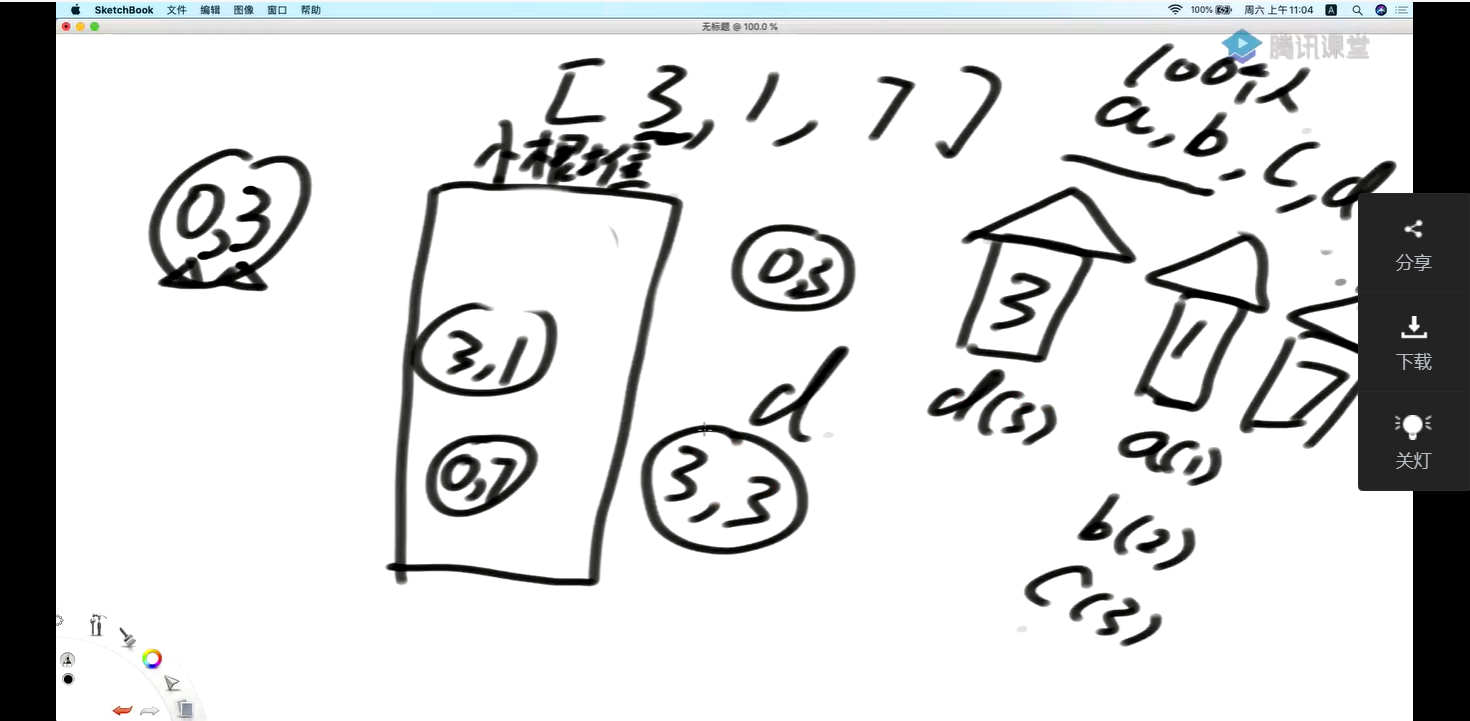 SketchBook 文件 编辑 图像 窗口 帮助
100% 周六 上午11:04 A
无标题 @ 100.0 %
腾讯课堂
[3, 1, 7]
100人
a, b, c, d
小根堆
0,3
0,3
3
1
7
3,1
d
d(3)
a(1)
0,7
3,3
b(2)
c(3)
分享
下载
关灯